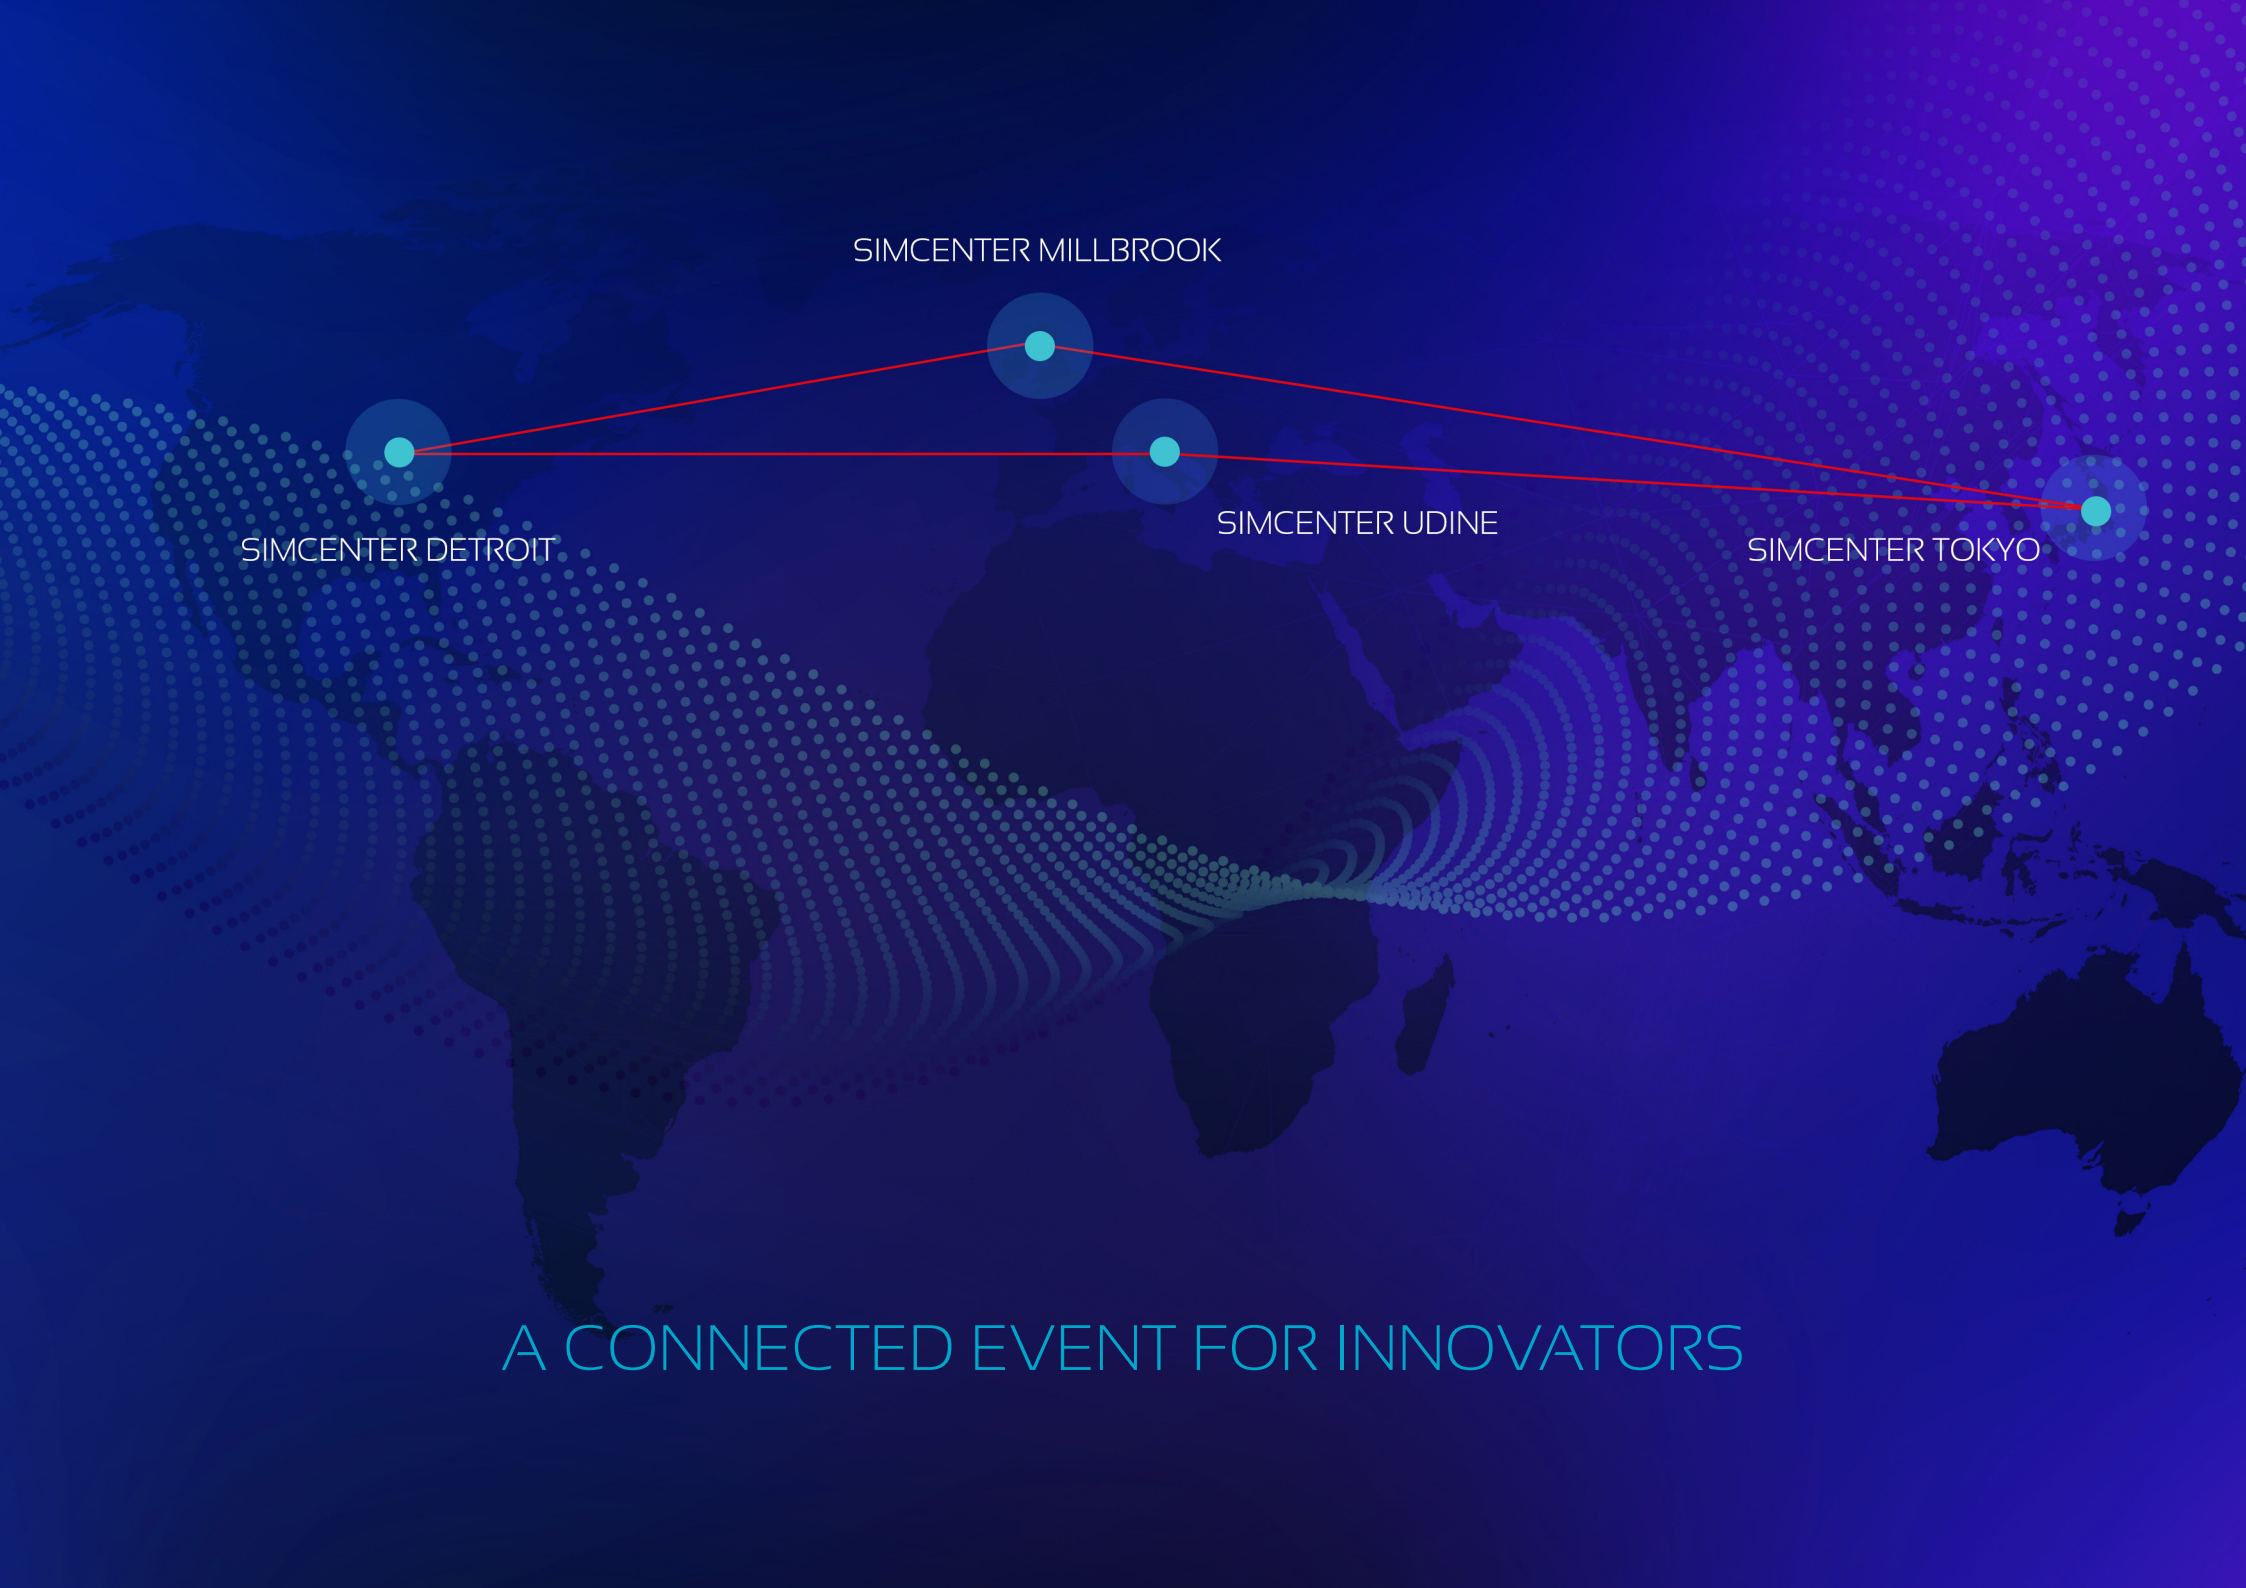 SIMCENTER MILLBROOK
SIMCENTER UDINE
SIMCENTER DETROIT
SIMCENTER TOKYO
A CONNECTED EVENT FOR INNOVATORS